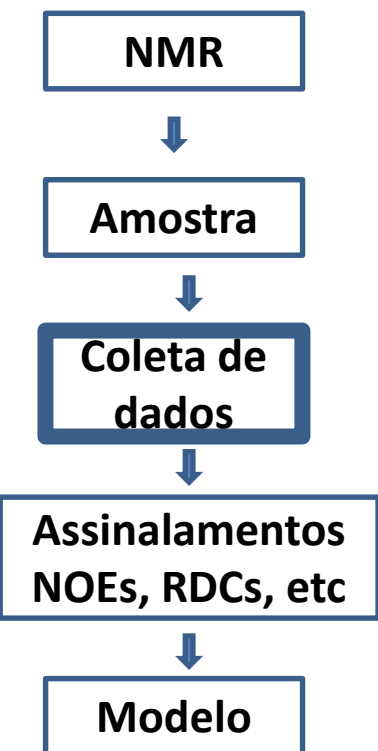 NMR
Amostra
Coleta de
dados
Assinalamentos
NOEs, RDCs, etc
Modelo